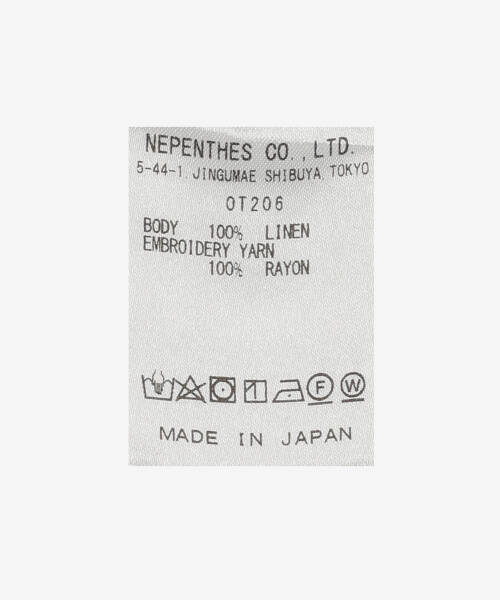 NEPENTHES CO.,LTD.
5-44-1,JINGUMAE SHIBUYA,TOKYO
OT206
BODY 100% LINEN
EMBROIDERY YARN
100% RAYON
F W
MADE IN JAPAN